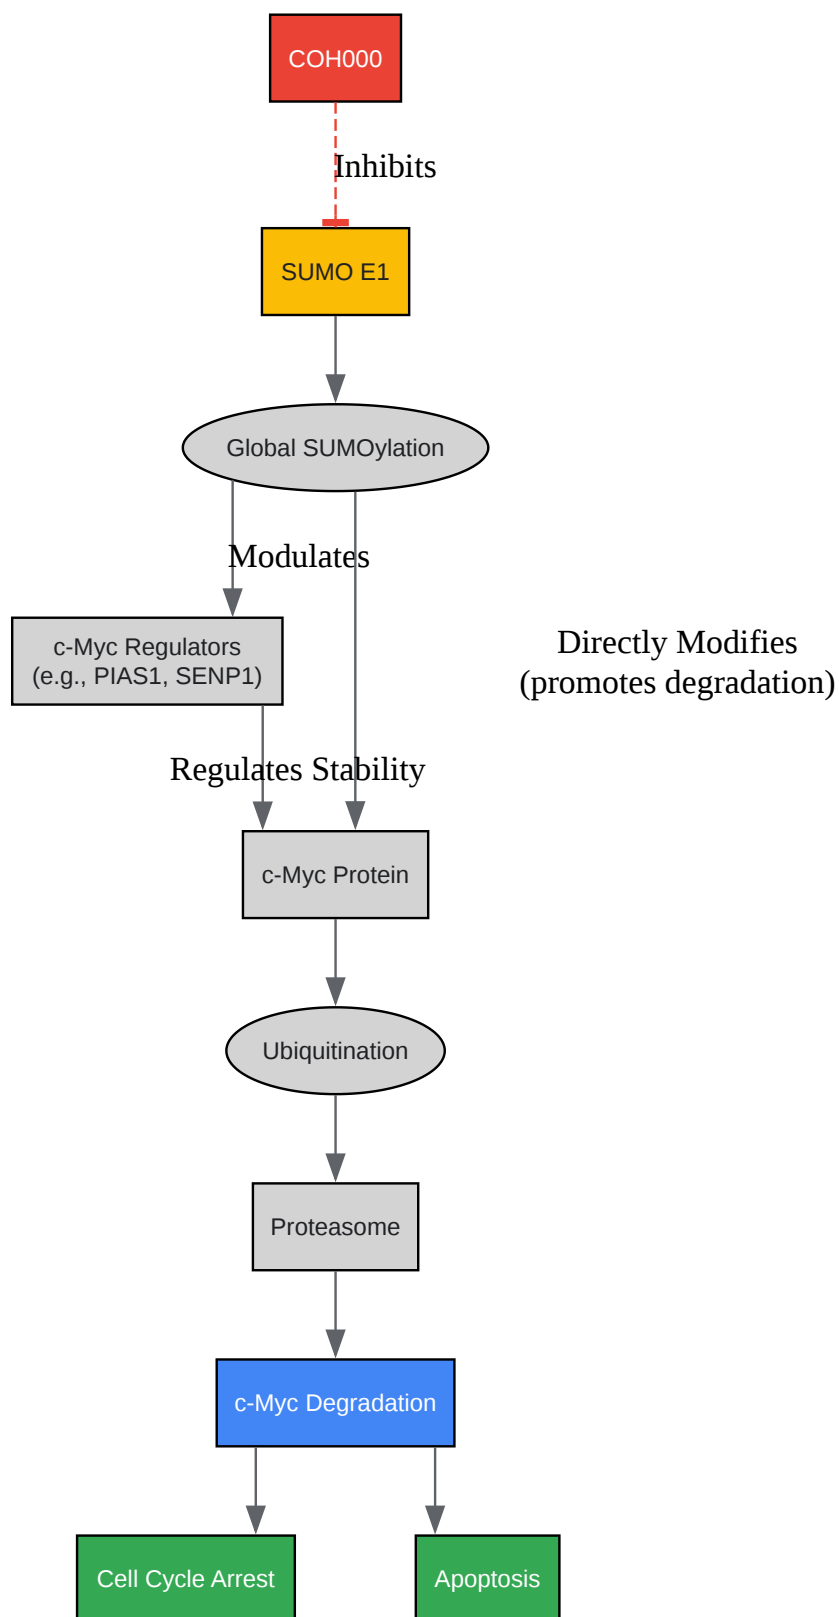 COH000
Inhibits
SUMO E1
Global SUMOylation
Modulates
c-Myc Regulators
(e.g., PIAS1, SENP1)
Directly Modifies
(promotes degradation)
Regulates Stability
c-Myc Protein
Ubiquitination
Proteasome
c-Myc Degradation
Cell Cycle Arrest
Apoptosis